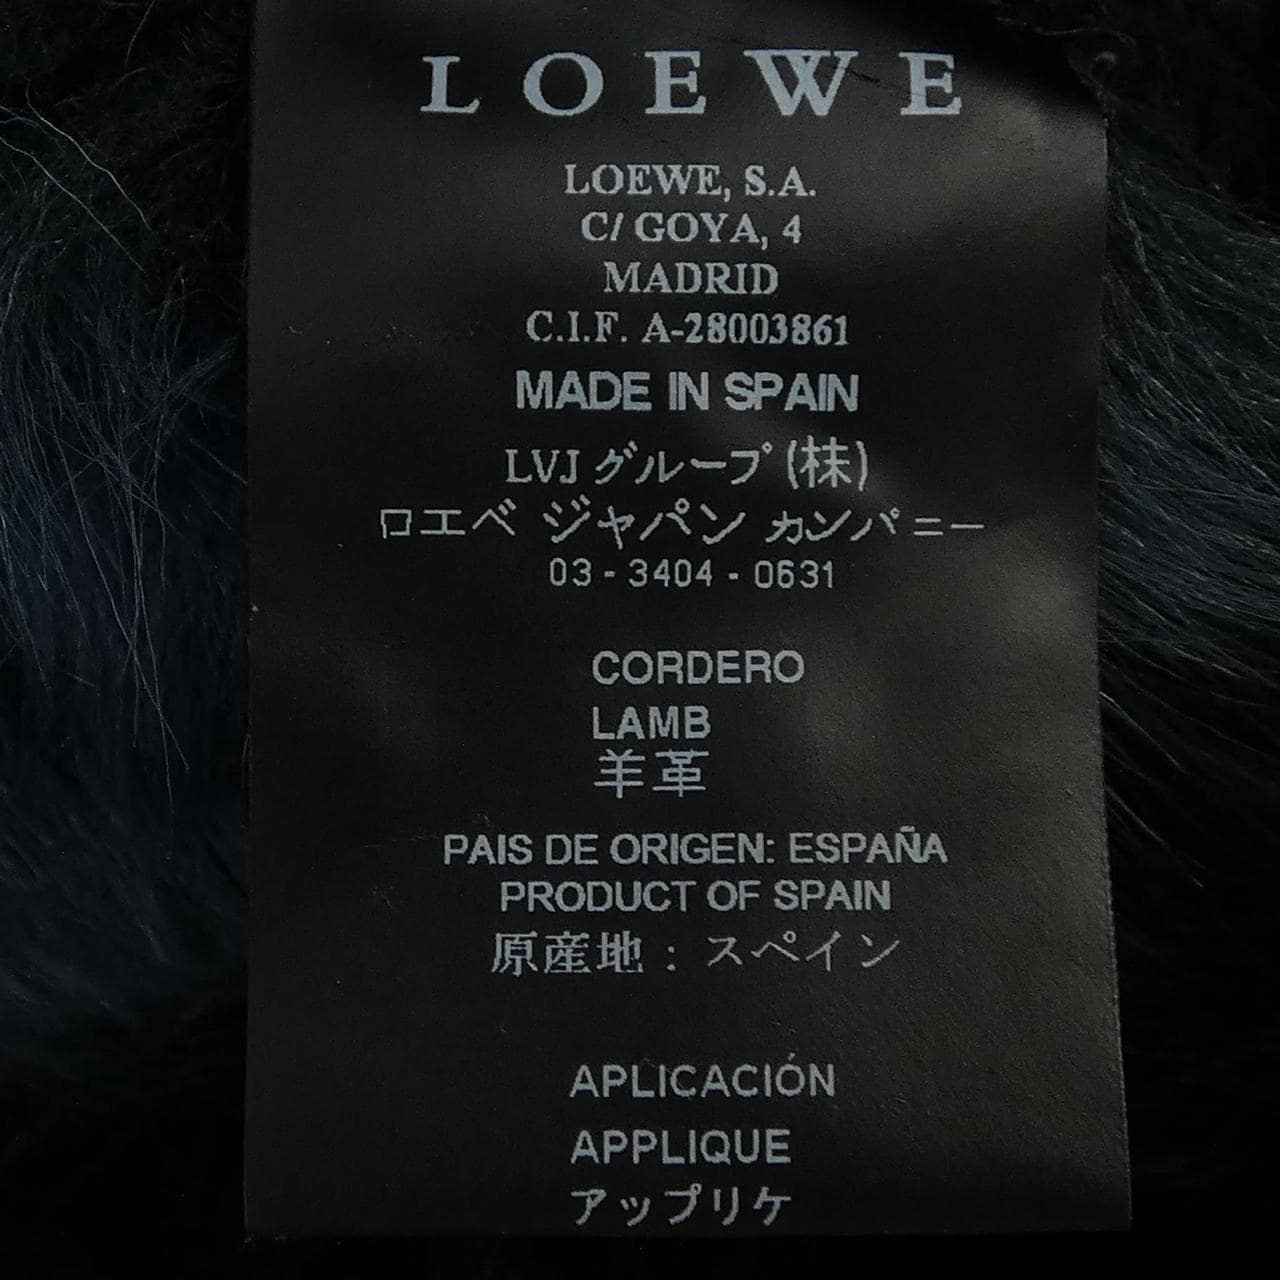 LOEWE
LOEWE, S.A.
C/ GOYA, 4
MADRID
C.I.F. A-28003861
MADE IN SPAIN
LVJ グループ (株)
ロエベ ジャパン カンパニー
03 - 3404 - 0631
CORDERO
LAMB
羊革
PAIS DE ORIGEN: ESPAÑA
PRODUCT OF SPAIN
原産地 : スペイン
APLICACIÓN
APPLIQUE
アップリケ